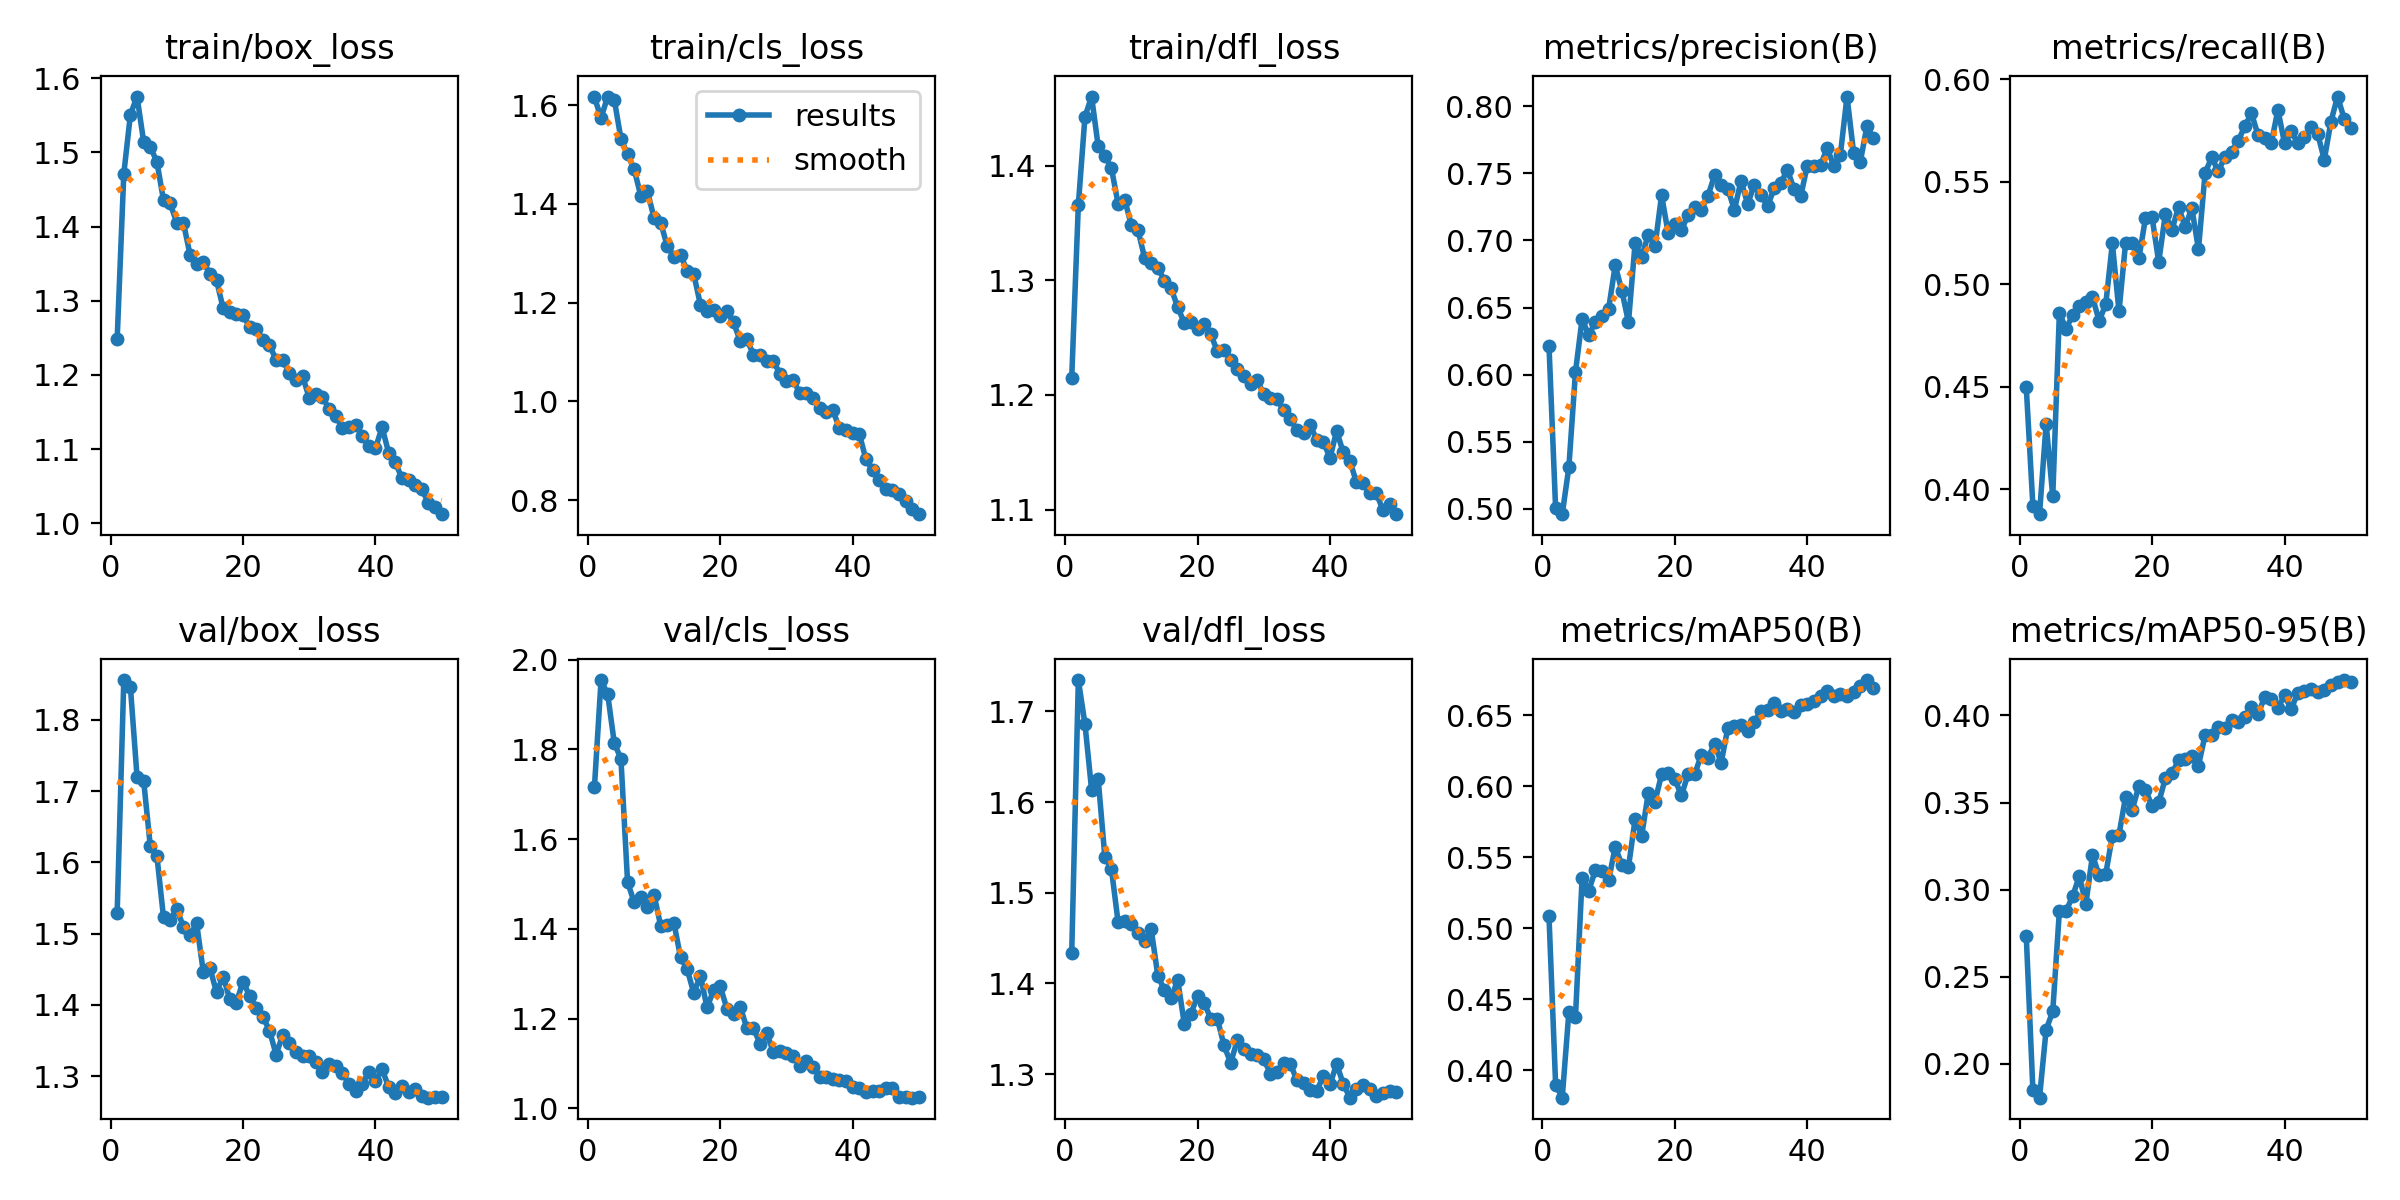 train/box_loss
1.6
1.5
1.4
1.3
1.2
1.1
1.0
0 20 40
train/cls_loss
results
smooth
1.6
1.4
1.2
1.0
0.8
0 20 40
train/dfl_loss
1.4
1.3
1.2
1.1
0 20 40
metrics/precision(B)
0.80
0.75
0.70
0.65
0.60
0.55
0.50
0 20 40
metrics/recall(B)
0.60
0.55
0.50
0.45
0.40
0 20 40
val/box_loss
1.8
1.7
1.6
1.5
1.4
1.3
0 20 40
val/cls_loss
2.0
1.8
1.6
1.4
1.2
1.0
0 20 40
val/dfl_loss
1.7
1.6
1.5
1.4
1.3
0 20 40
metrics/mAP50(B)
0.65
0.60
0.55
0.50
0.45
0.40
0 20 40
metrics/mAP50-95(B)
0.40
0.35
0.30
0.25
0.20
0 20 40